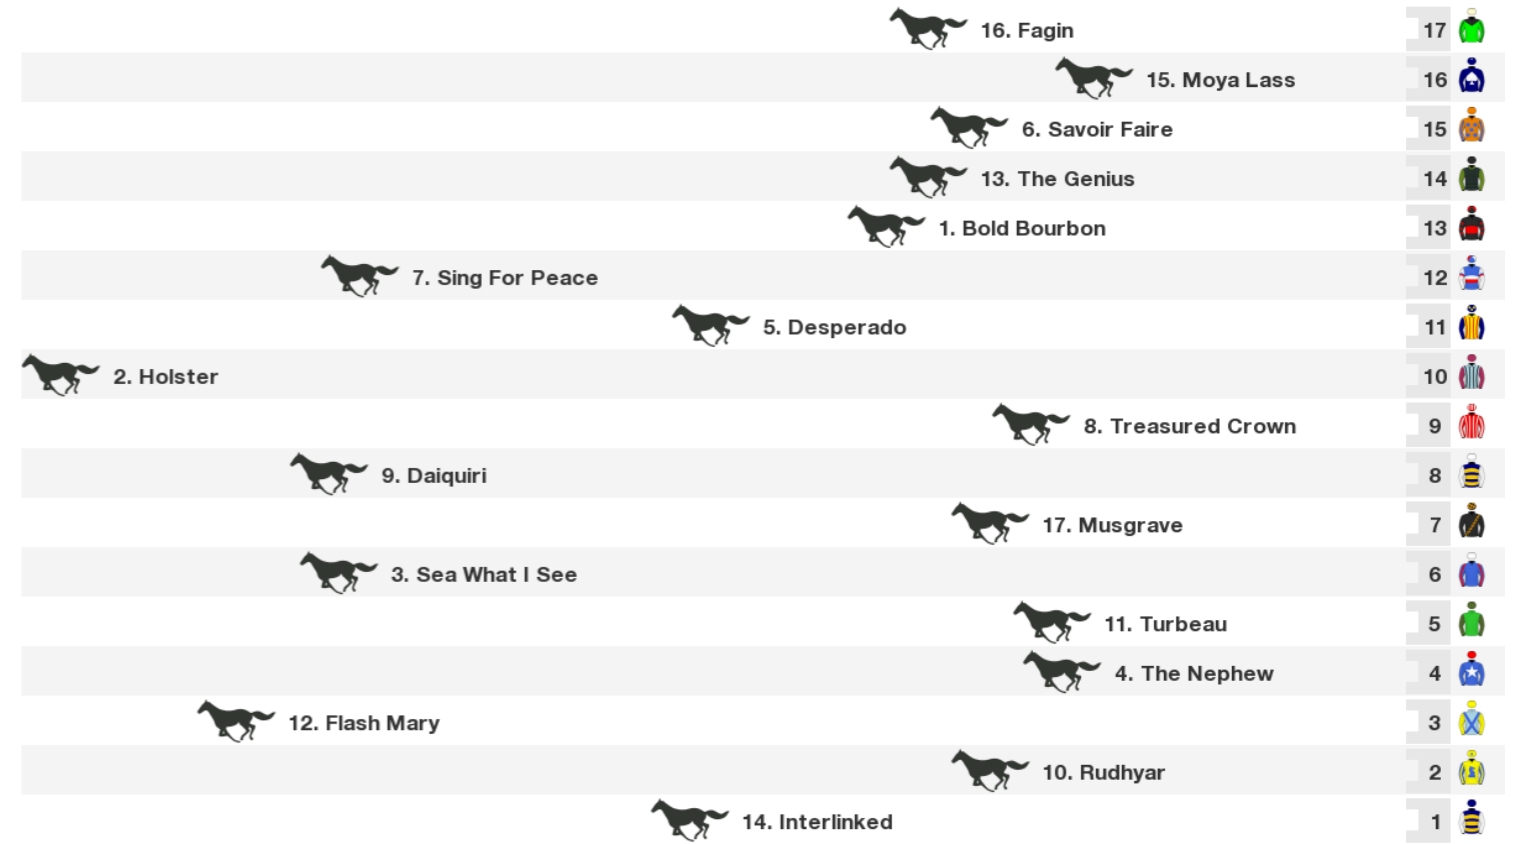 16. Fagin 17
15. Moya Lass 16
6. Savoir Faire 15
13. The Genius 14
1. Bold Bourbon 13
7. Sing For Peace 12
5. Desperado 11
2. Holster 10
8. Treasured Crown 9
9. Daiquiri 8
17. Musgrave 7
3. Sea What I See 6
11. Turbeau 5
4. The Nephew 4
12. Flash Mary 3
10. Rudhyar 2
14. Interlinked 1